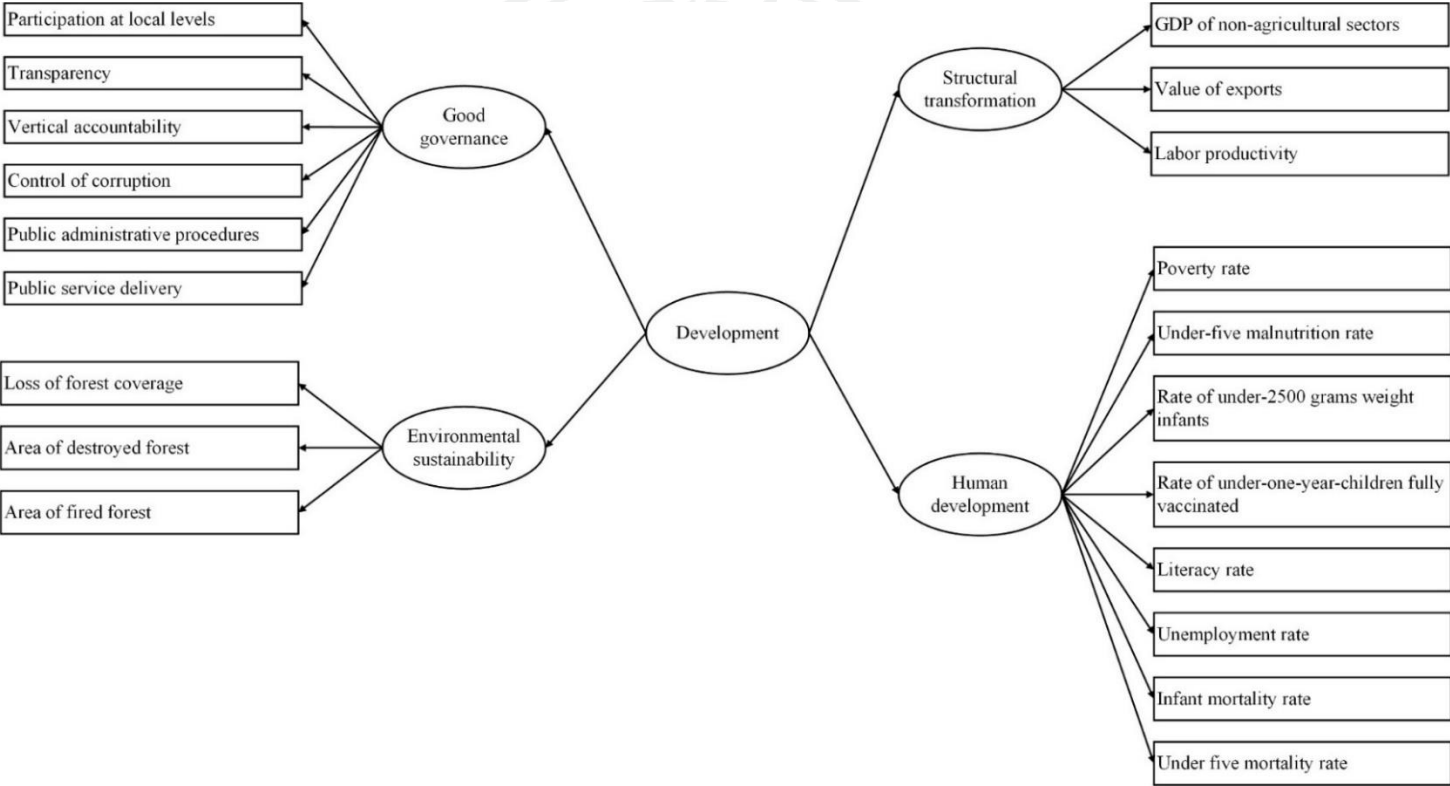 Participation at local levels
Transparency
Vertical accountability
Control of corruption
Public administrative procedures
Public service delivery
Good
governance
Loss of forest coverage
Area of destroyed forest
Area of fired forest
Environmental
sustainability
Development
Structural
transformation
GDP of non-agricultural sectors
Value of exports
Labor productivity
Human
development
Poverty rate
Under-five malnutrition rate
Rate of under-2500 grams weight
infants
Rate of under-one-year-children fully
vaccinated
Literacy rate
Unemployment rate
Infant mortality rate
Under five mortality rate